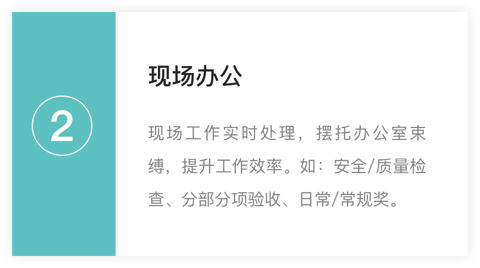 2
现场办公
现场工作实时处理，摆托办公室束
缚，提升工作效率。如：安全/质量检
查、分部分项验收、日常/常规奖。